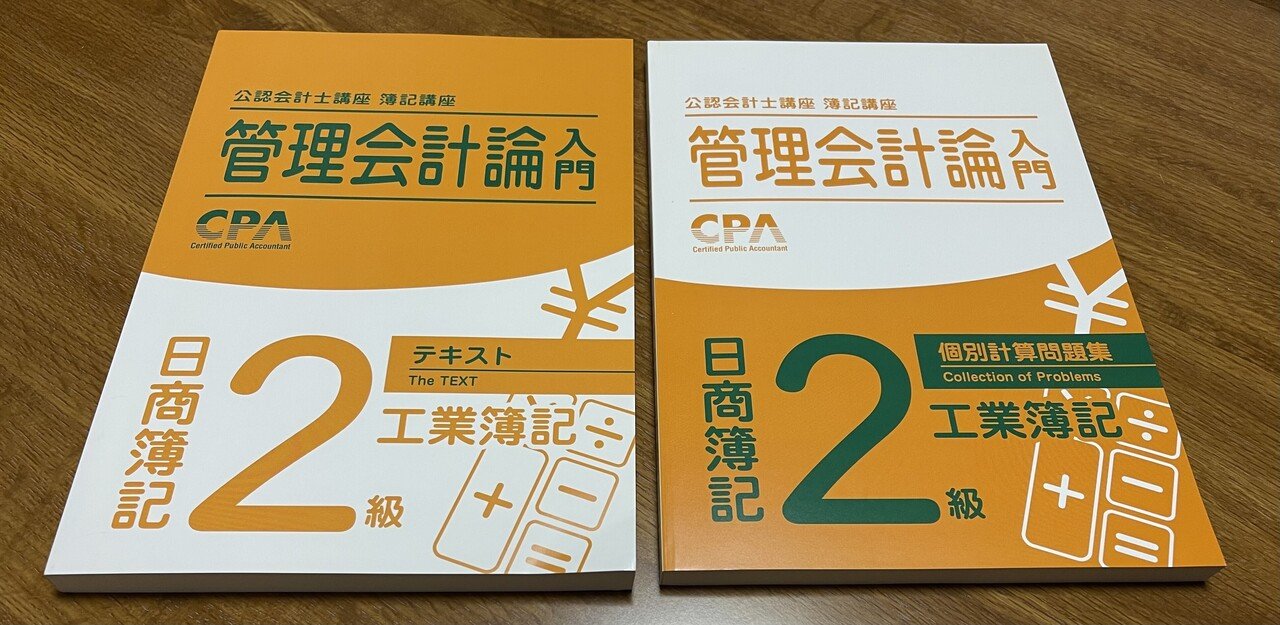 公認会計士講座 簿記講座
管理会計論入門
CPA
Certified Public Accountant
日商簿記
2級
テキスト
The TEXT
工業簿記
公認会計士講座 簿記講座
管理会計論入門
CPA
Certified Public Accountant
日商簿記
2級
個別計算問題集
Collection of Problems
工業簿記